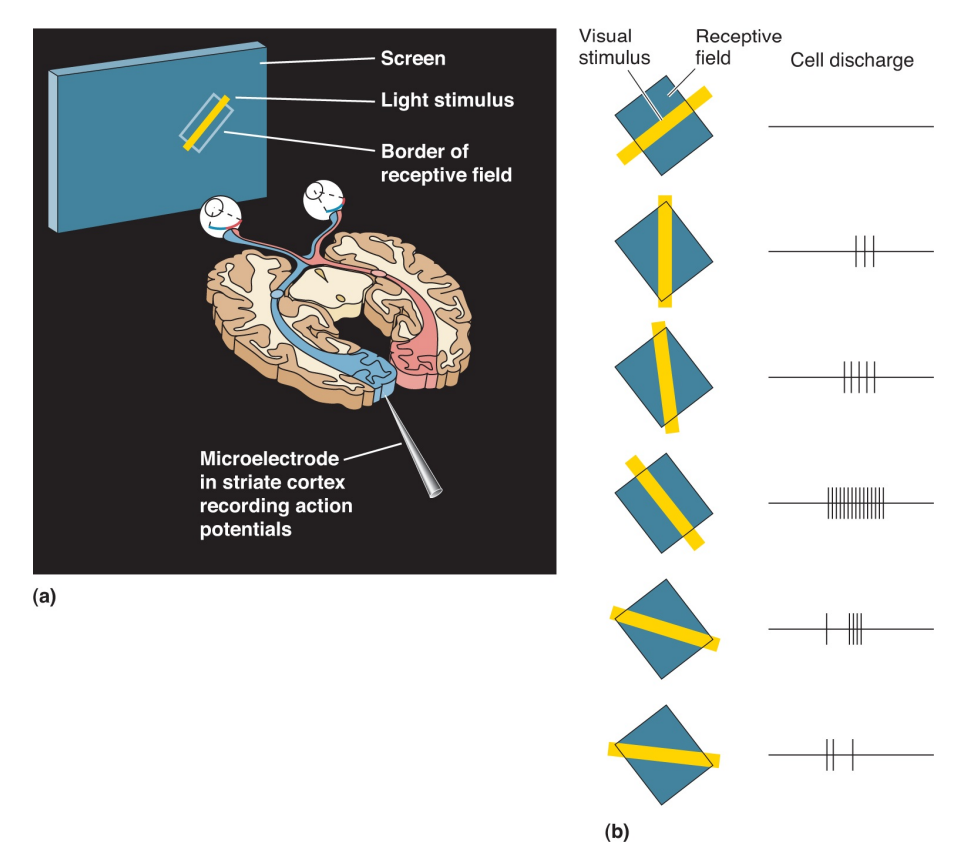 Screen
Light stimulus
Border of
receptive field
Microelectrode
in striate cortex
recording action
potentials
(a)
Visual
stimulus
Receptive
field
Cell discharge
(b)